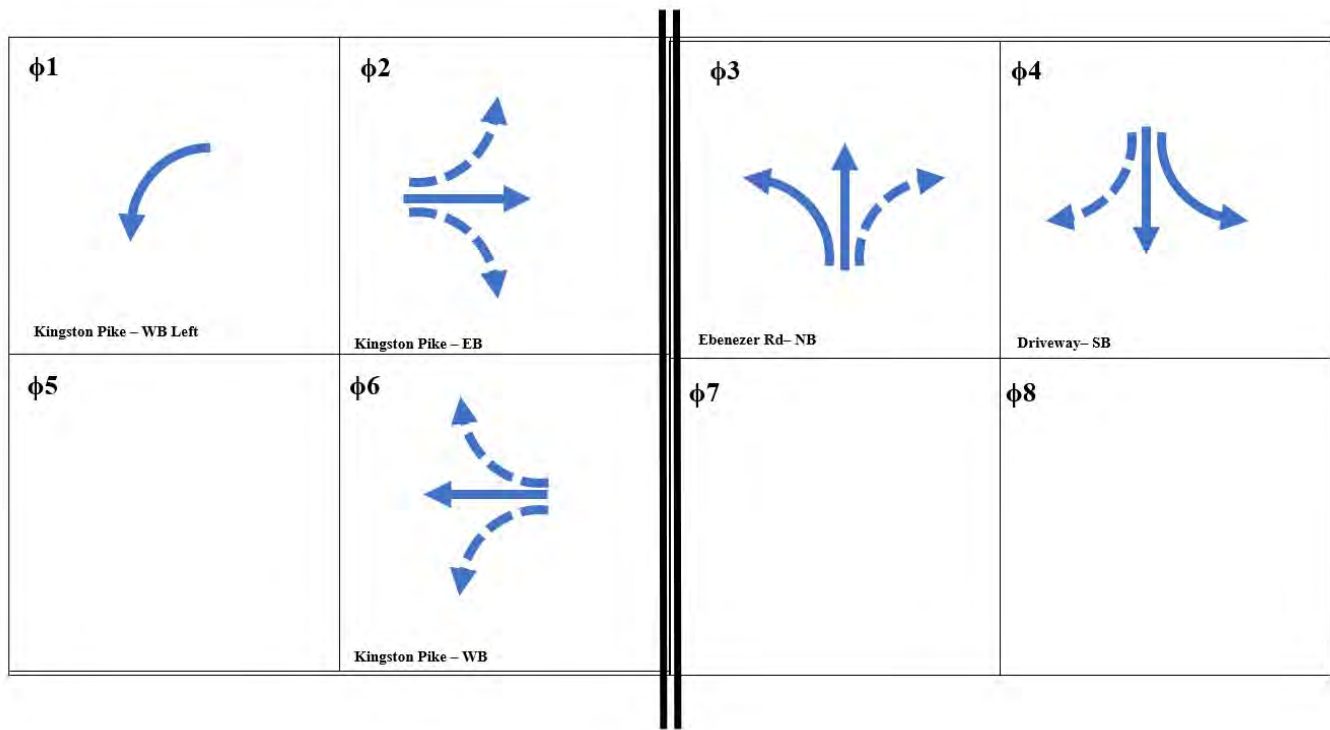 ϕ1
Kingston Pike – WB Left
ϕ2
Kingston Pike – EB
ϕ3
Ebenezer Rd– NB
ϕ4
Driveway– SB
ϕ5
ϕ6
Kingston Pike – WB
ϕ7
ϕ8